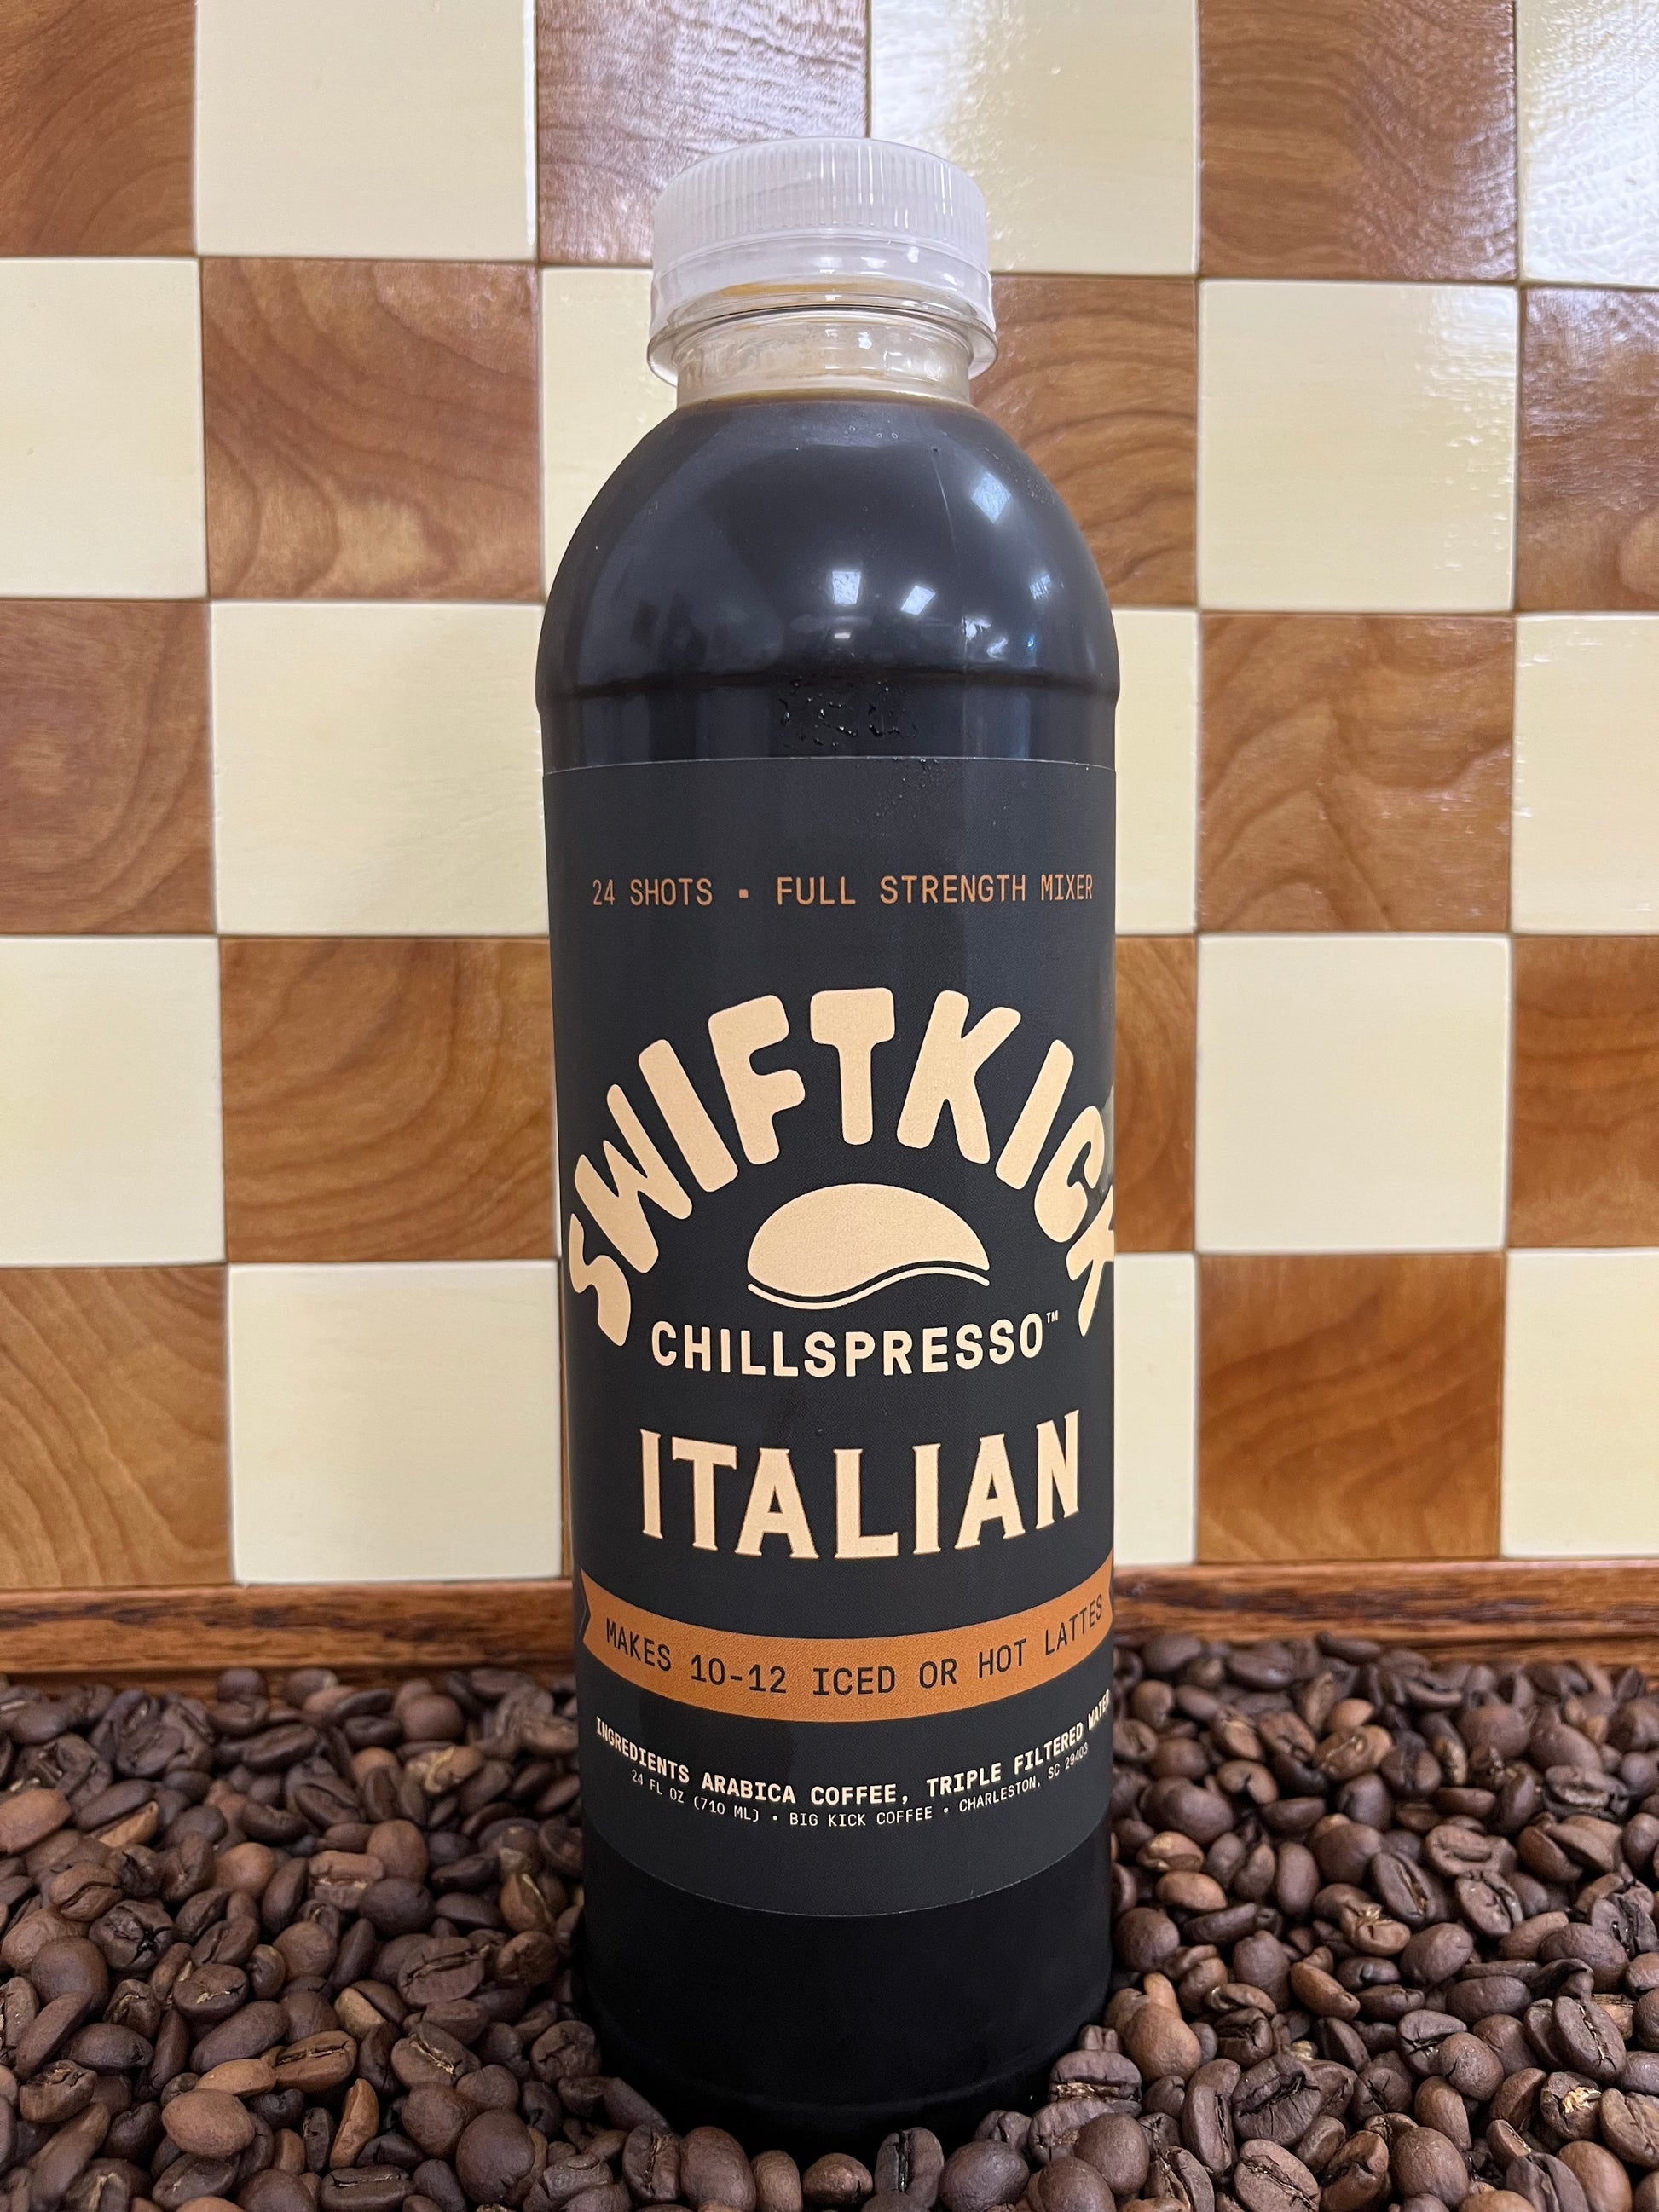 24 SHOTS ▪ FULL STRENGTH MIXER
SWIFTKICK
CHILLSPRESSO™
ITALIAN
MAKES 10-12 ICED OR HOT LATTES
INGREDIENTS ARABICA COFFEE, TRIPLE FILTERED WATER
24 FL OZ (710 ML) • BIG KICK COFFEE • CHARLESTON, SC 29403